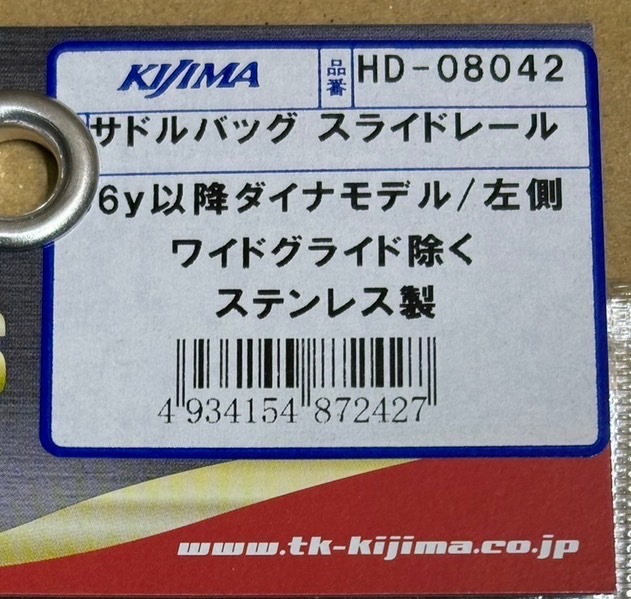 KIJIMA 品番 HD-08042
サドルバッグ スライドレール
6y以降ダイナモデル/左側
ワイドグライド除く
ステンレス製
4 934154 872427
www.tk-kijima.co.jp